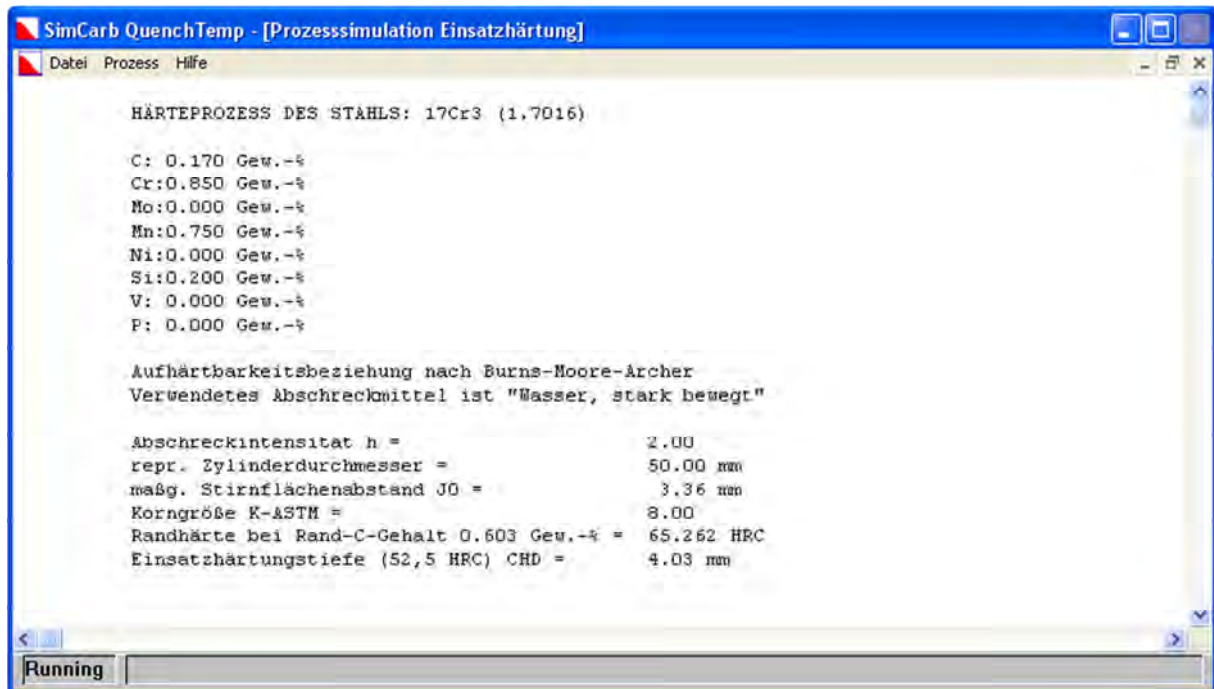 SimCarb QuenchTemp - [Prozesssimulation Einsatzhärtung]
Datei Prozess Hilfe
HÄRTEPROZESS DES STAHLS: 17Cr3 (1.7016)
C: 0.170 Gew.-%
Cr:0.850 Gew.-%
Mo:0.000 Gew.-%
Mn:0.750 Gew.-%
Ni:0.000 Gew.-%
Si:0.200 Gew.-%
V: 0.000 Gew.-%
P: 0.000 Gew.-%
Aufhärtbarkeitsbeziehung nach Burns-Moore-Archer
Verwendetes Abschreckmittel ist "Wasser, stark bewegt"
Abschreckintensität h = 2.00
repr. Zylinderdurchmesser = 50.00 mm
maßg. Stirnflächenabstand J0 = 3.36 mm
Korngröße K-ASTM = 8.00
Randhärte bei Rand-C-Gehalt 0.603 Gew.-% = 65.262 HRC
Einsatzhärtungstiefe (52,5 HRC) CHD = 4.03 mm
Running